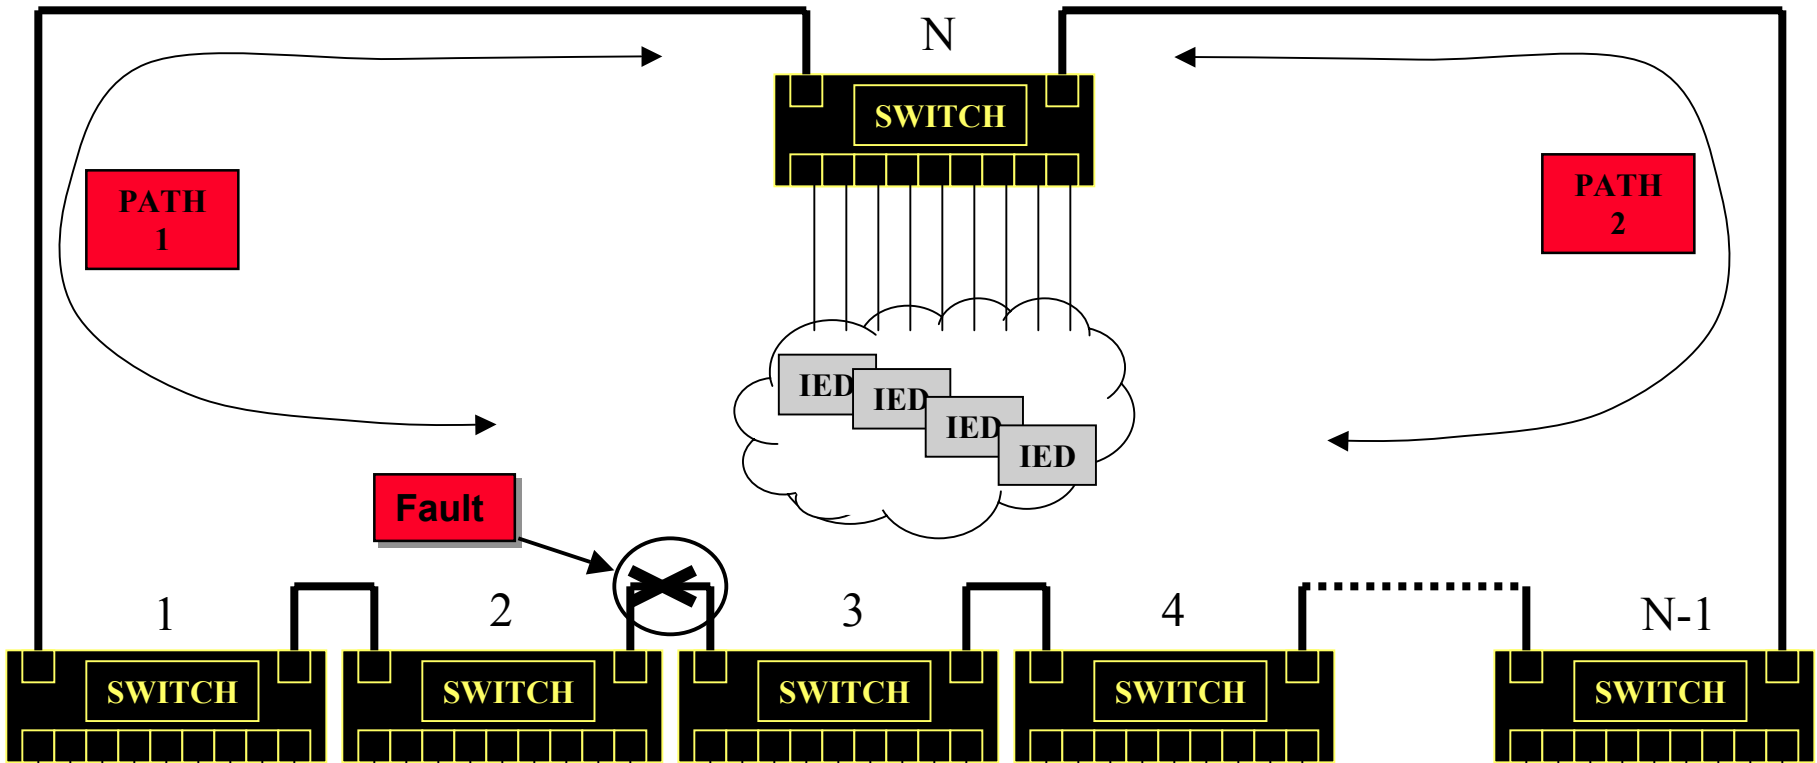 N
SWITCH
PATH
1
PATH
2
IED
IED
IED
IED
Fault
1
2
3
4
N-1
SWITCH
SWITCH
SWITCH
SWITCH
SWITCH